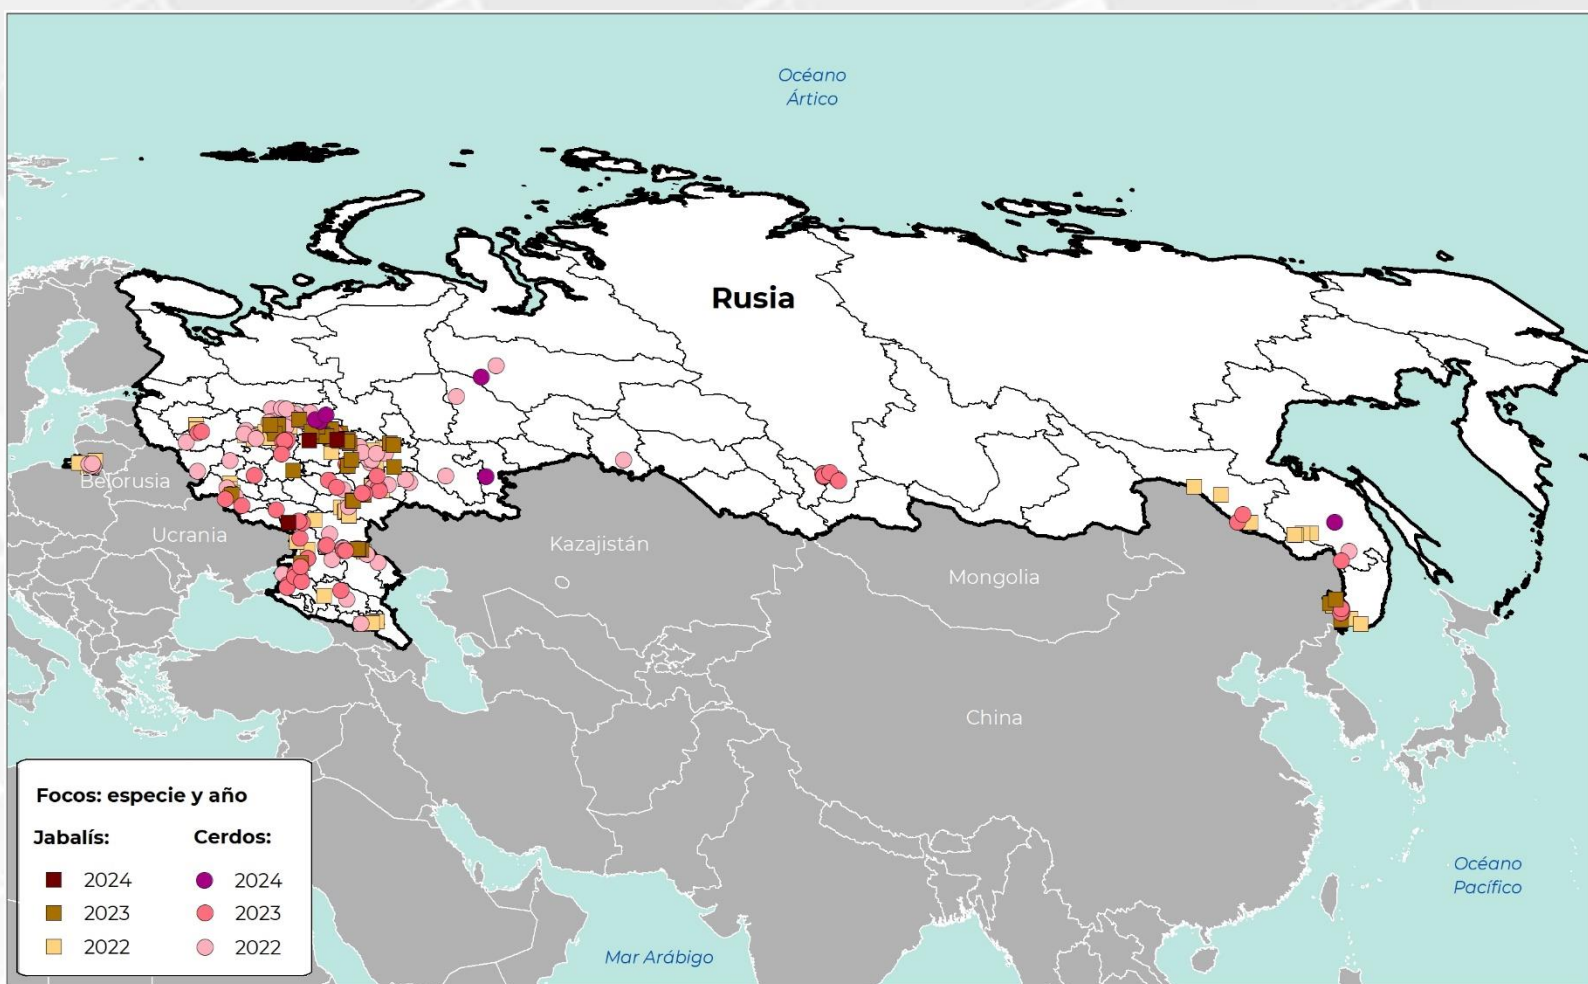 Océano
Ártico
Rusia
Belorusia
Ucrania
Kazajistán
Mongolia
China
Océano
Pacífico
Mar Arábigo
Focos: especie y año
Jabalís: Cerdos:
2024 2024
2023 2023
2022 2022